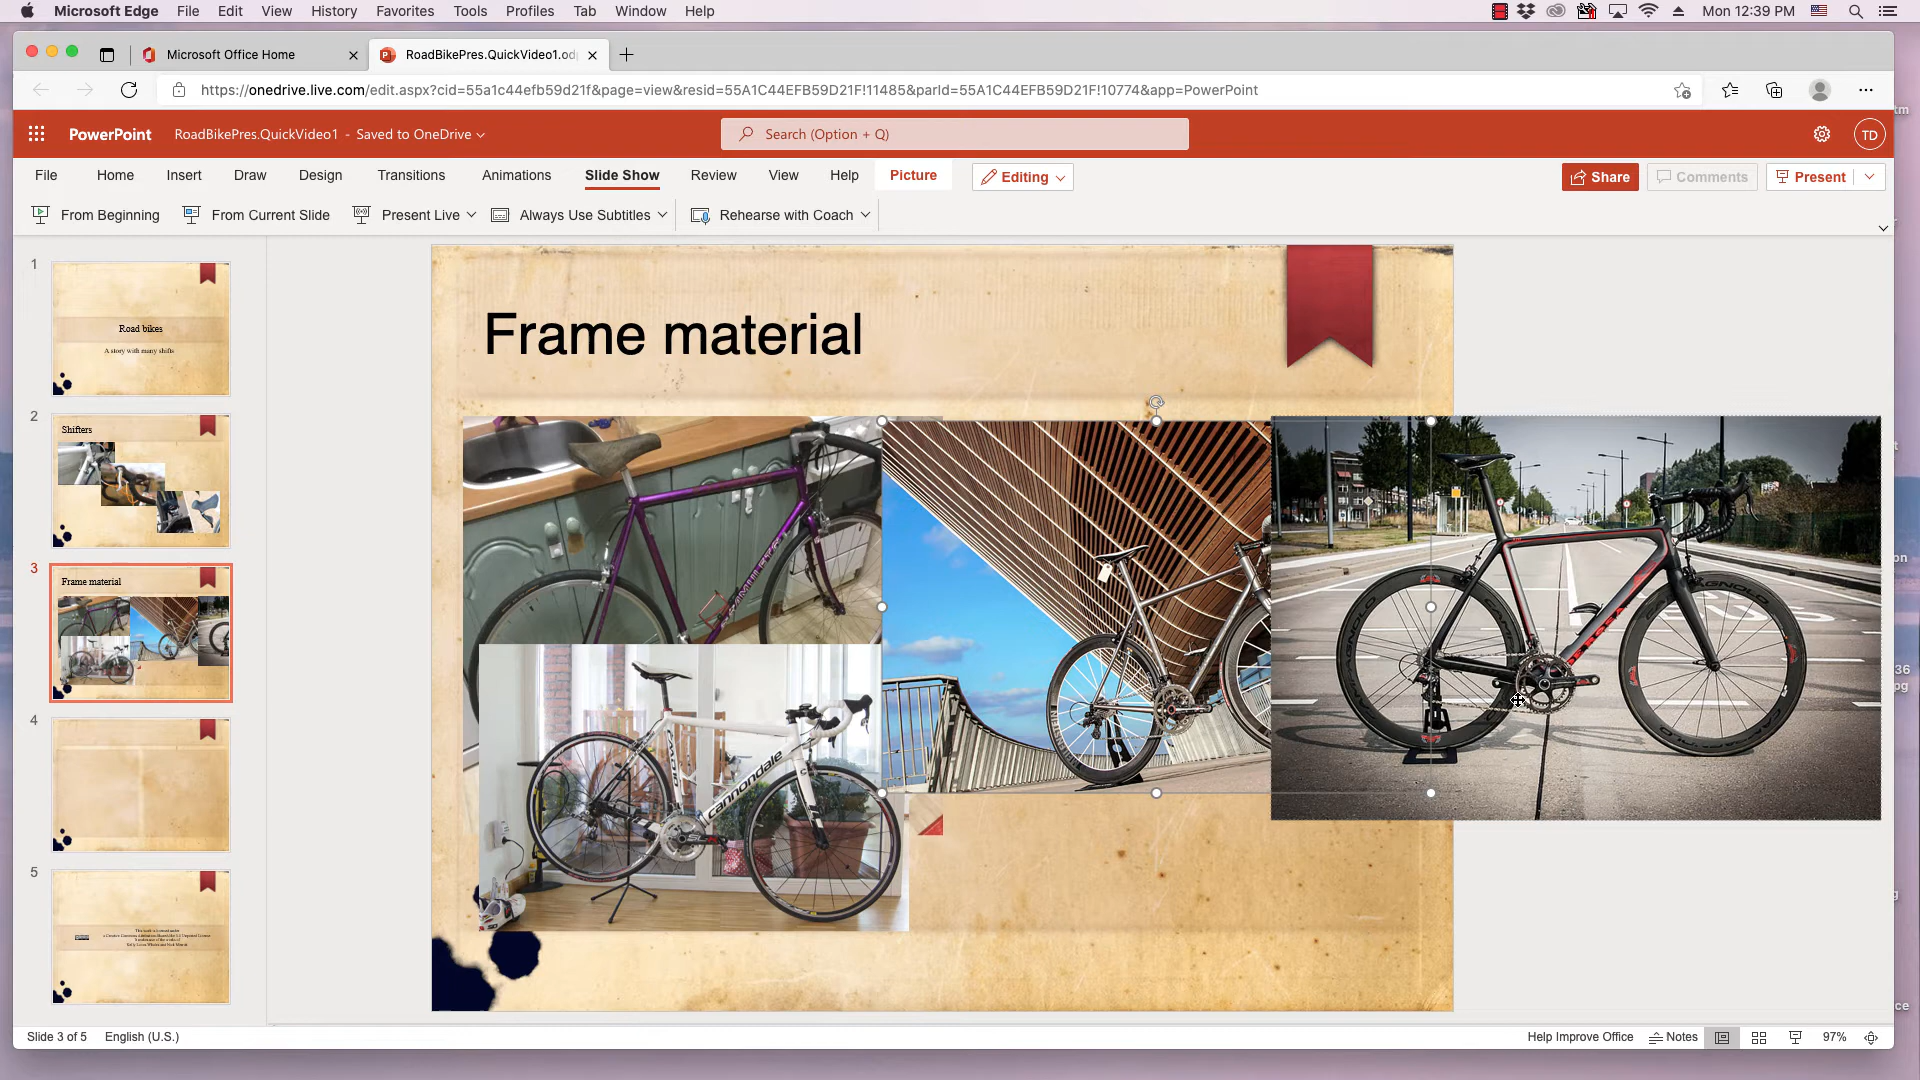 Microsoft Edge File Edit View History Favorites Tools Profiles Tab Window Help Mon 12:39 PM
Microsoft Office Home RoadBikePres.QuickVideo1.od
https://onedrive.live.com/edit.aspx?cid=55a1c44efb59d21f&page=view&resid=55A1C44EFB59D21F!11485&parId=55A1C44EFB59D21F!10774&app=PowerPoint
PowerPoint RoadBikePres.QuickVideo1 - Saved to OneDrive Search (Option + Q) TD
File Home Insert Draw Design Transitions Animations Slide Show Review View Help Picture Editing Share Comments Present
From Beginning From Current Slide Present Live Always Use Subtitles Rehearse with Coach
1
Road bikes
A story with many shifts
2
Shifters
3
Frame material
4
5
Frame material
cannondale
CAMPAGNOLO
Slide 3 of 5 English (U.S.) Help Improve Office Notes 97%